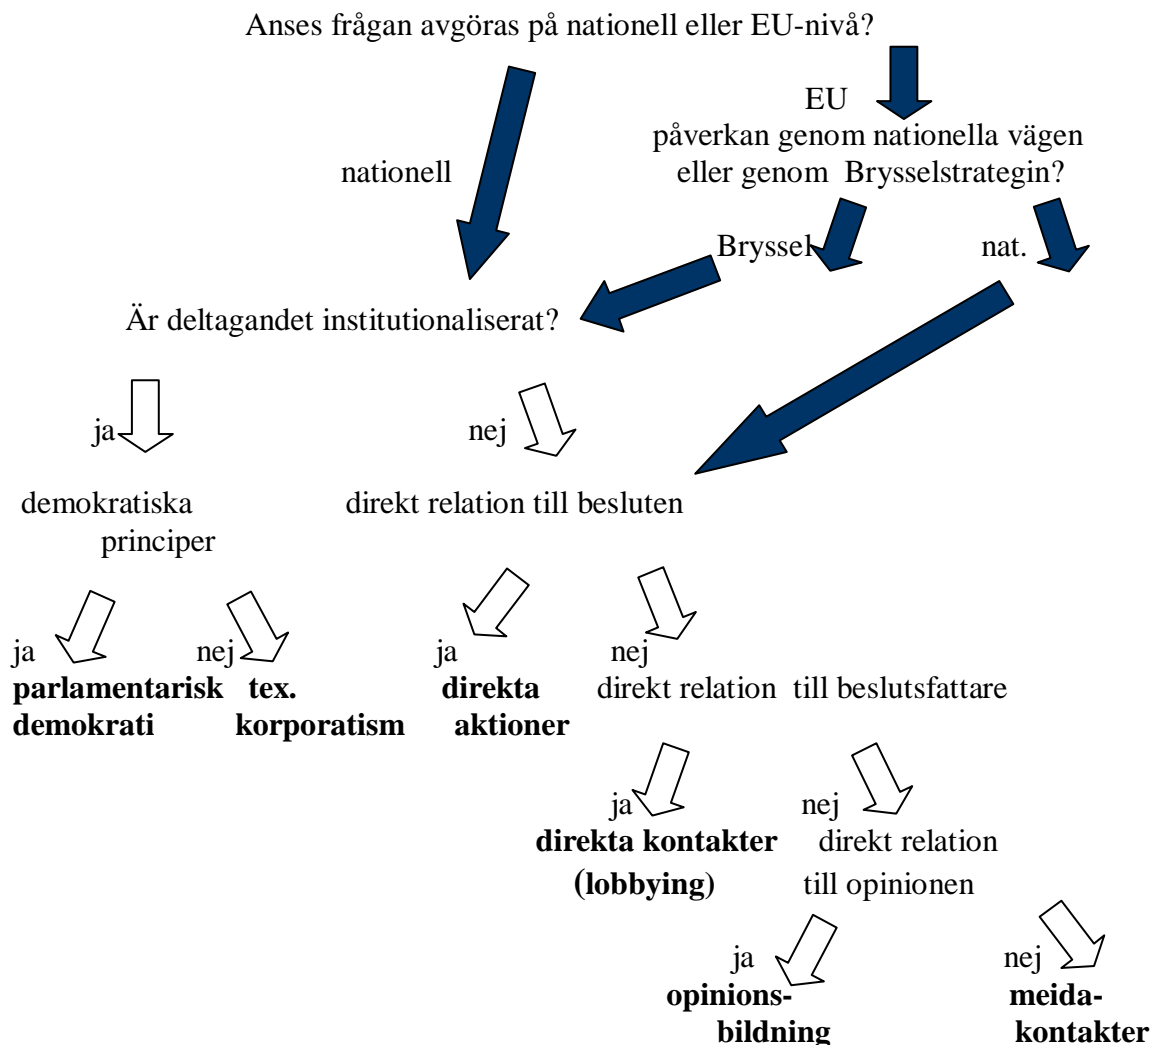 Anses frågan avgöras på nationell eller EU-nivå?
EU
påverkan genom nationella vägen
eller genom Brysselstrategin?
nationell
Bryssel
nat.
Är deltagandet institutionaliserat?
ja
nej
demokratiska
principer
direkt relation till besluten
ja
nej
ja
nej
parlamentarisk
demokrati
tex.
korporatism
direkta
aktioner
direkt relation till beslutsfattare
ja
nej
direkta kontakter
(lobbying)
direkt relation
till opinionen
ja
nej
opinions-
bildning
meida-
kontakter